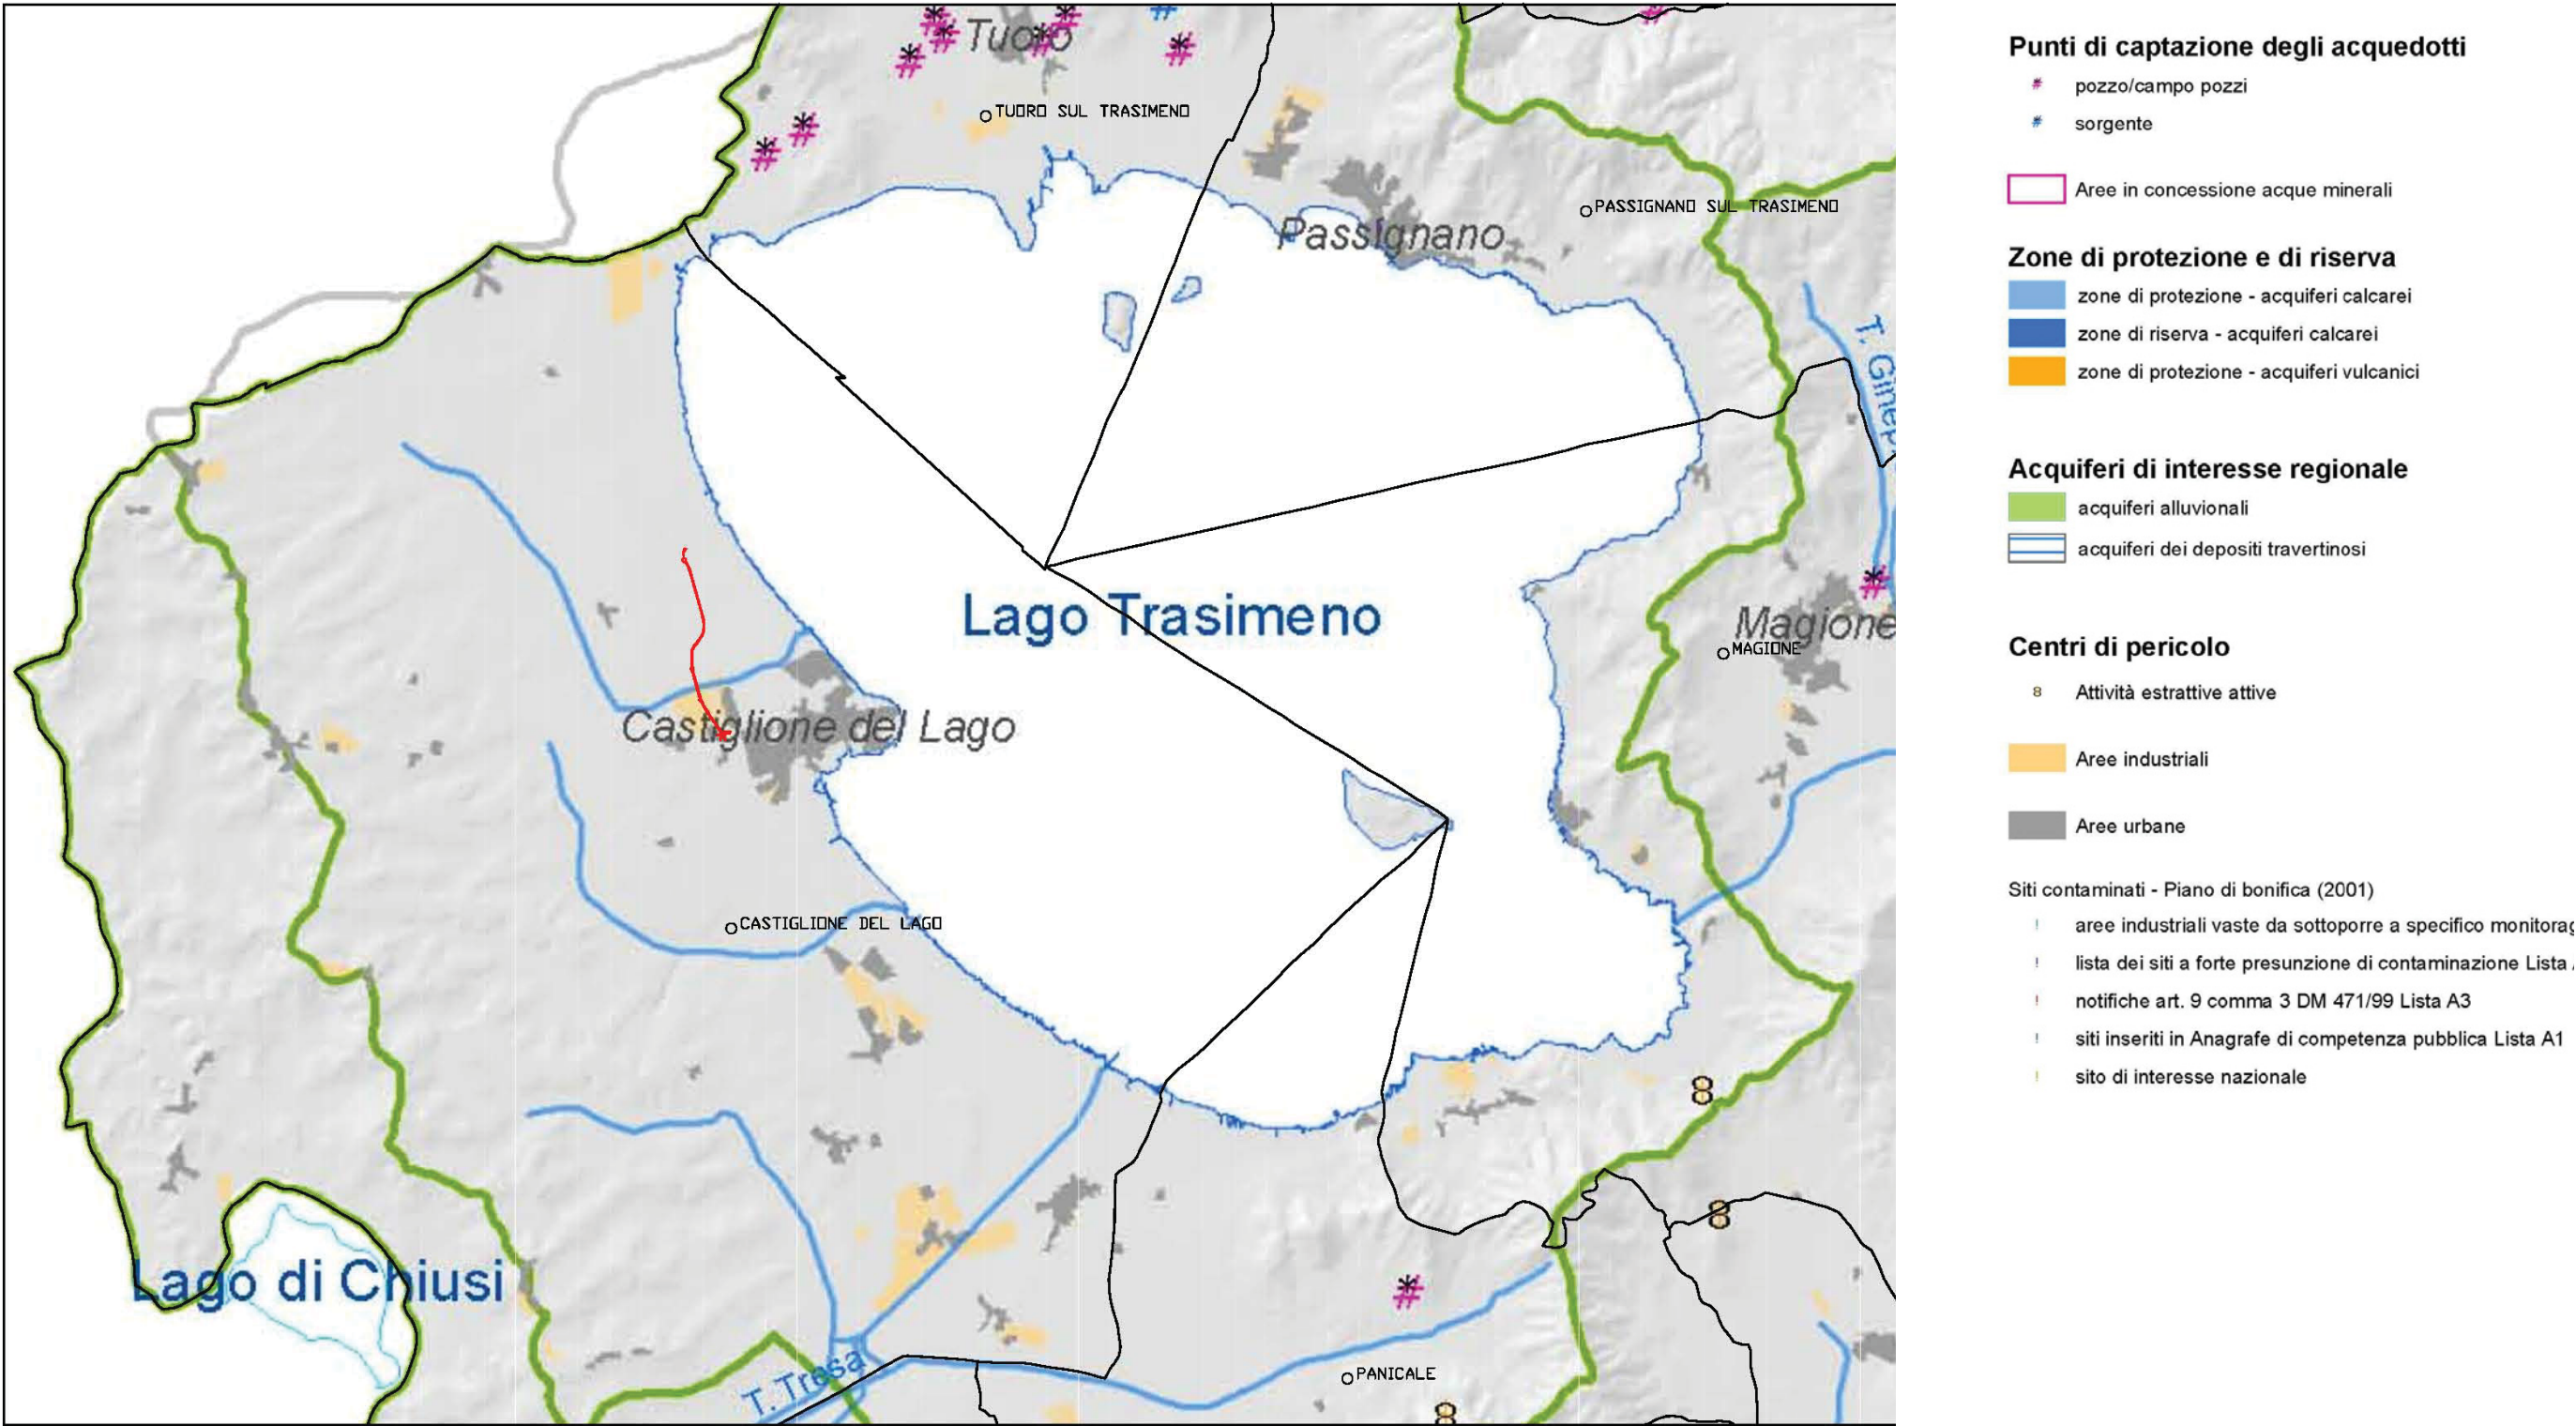 Tuoro
TUORO SUL TRASIMENO
Passignano
PASSIGNANO SUL TRASIMENO
Lago Trasimeno
Magione
MAGIONE
Castiglione del Lago
CASTIGLIONE DEL LAGO
Lago di Chiusi
T. Tresa
PANICALE
8
8
8
Punti di captazione degli acquedotti
# pozzo/campo pozzi
# sorgente
Aree in concessione acque minerali
Zone di protezione e di riserva
zone di protezione - acquiferi calcarei
zone di riserva - acquiferi calcarei
zone di protezione - acquiferi vulcanici
Acquiferi di interesse regionale
acquiferi alluvionali
acquiferi dei depositi travertinosi
Centri di pericolo
8 Attività estrattive attive
Aree industriali
Aree urbane
Siti contaminati - Piano di bonifica (2001)
! aree industriali vaste da sottoporre a specifico monitorag
! lista dei siti a forte presunzione di contaminazione Lista
! notifiche art. 9 comma 3 DM 471/99 Lista A3
! siti inseriti in Anagrafe di competenza pubblica Lista A1
! sito di interesse nazionale